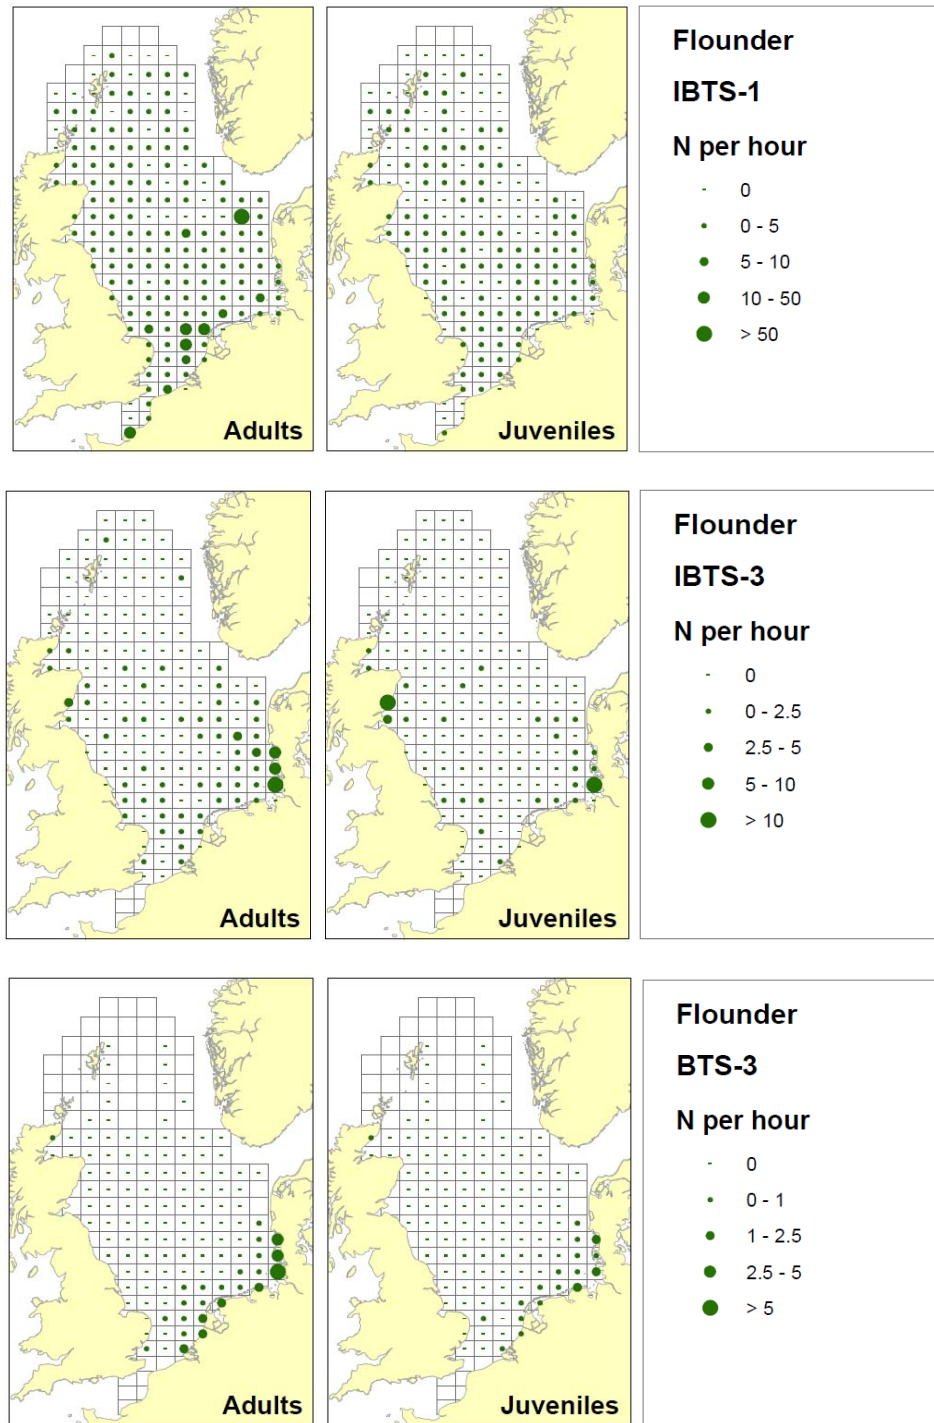 Adults
Juveniles
Flounder
IBTS-1
N per hour
- 0
0 - 5
5 - 10
10 - 50
> 50
Adults
Juveniles
Flounder
IBTS-3
N per hour
- 0
0 - 2.5
2.5 - 5
5 - 10
> 10
Adults
Juveniles
Flounder
BTS-3
N per hour
- 0
0 - 1
1 - 2.5
2.5 - 5
> 5